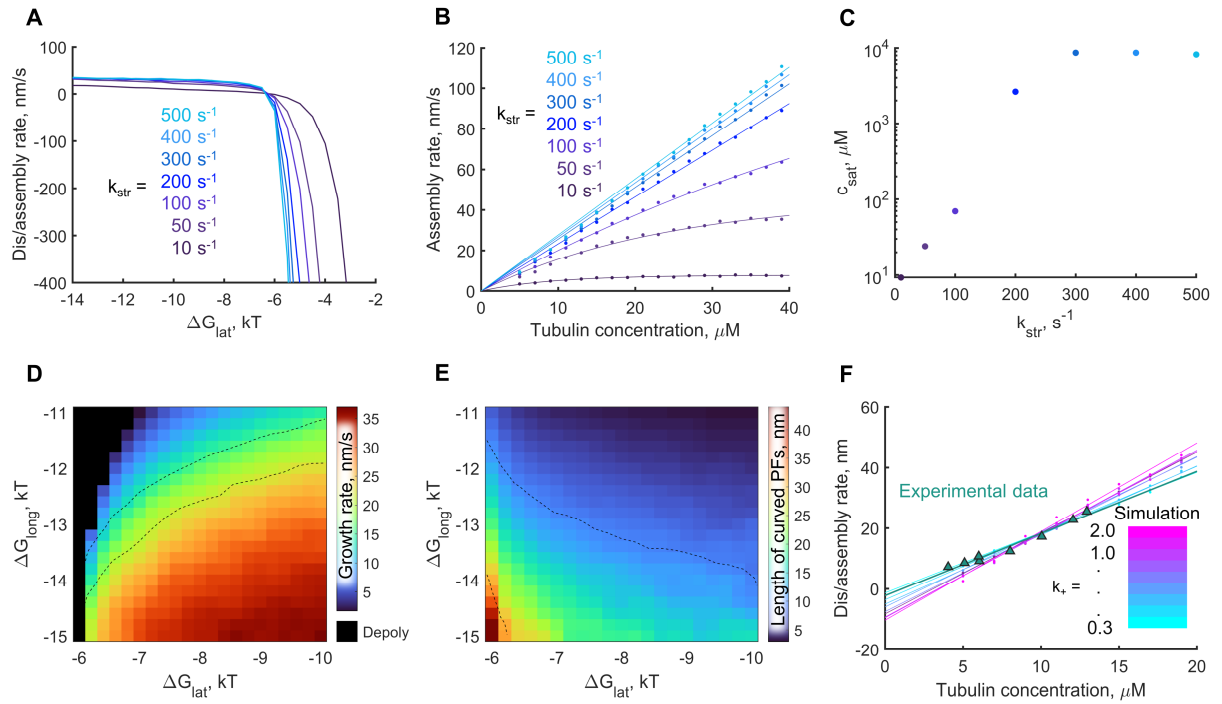 A
Dis/assembly rate, nm/s
100
0
-100
-200
-300
-400
500 s-1
400 s-1
300 s-1
200 s-1
100 s-1
50 s-1
10 s-1
kstr =
-14
-12
-10
-8
-6
-4
-2
ΔGlat, kT
B
Assembly rate, nm/s
120
100
80
60
40
20
0
500 s-1
400 s-1
300 s-1
200 s-1
100 s-1
50 s-1
10 s-1
kstr =
0
10
20
30
40
Tubulin concentration, μM
C
csat, μM
10^4
10^3
10^2
10^1
0
100
200
300
400
500
kstr, s-1
D
ΔGlong, kT
-11
-12
-13
-14
-15
-6
-7
-8
-9
-10
ΔGlat, kT
Growth rate, nm/s
35
30
25
20
15
10
5
Depoly
E
ΔGlong, kT
-11
-12
-13
-14
-15
-6
-7
-8
-9
-10
ΔGlat, kT
Length of curved PFs, nm
40
35
30
25
20
15
10
5
F
Dis/assembly rate, nm
60
40
20
0
-20
Experimental data
Simulation
2.0
1.0
k+ =
.
.
.
0.3
0
5
10
15
20
Tubulin concentration, μM